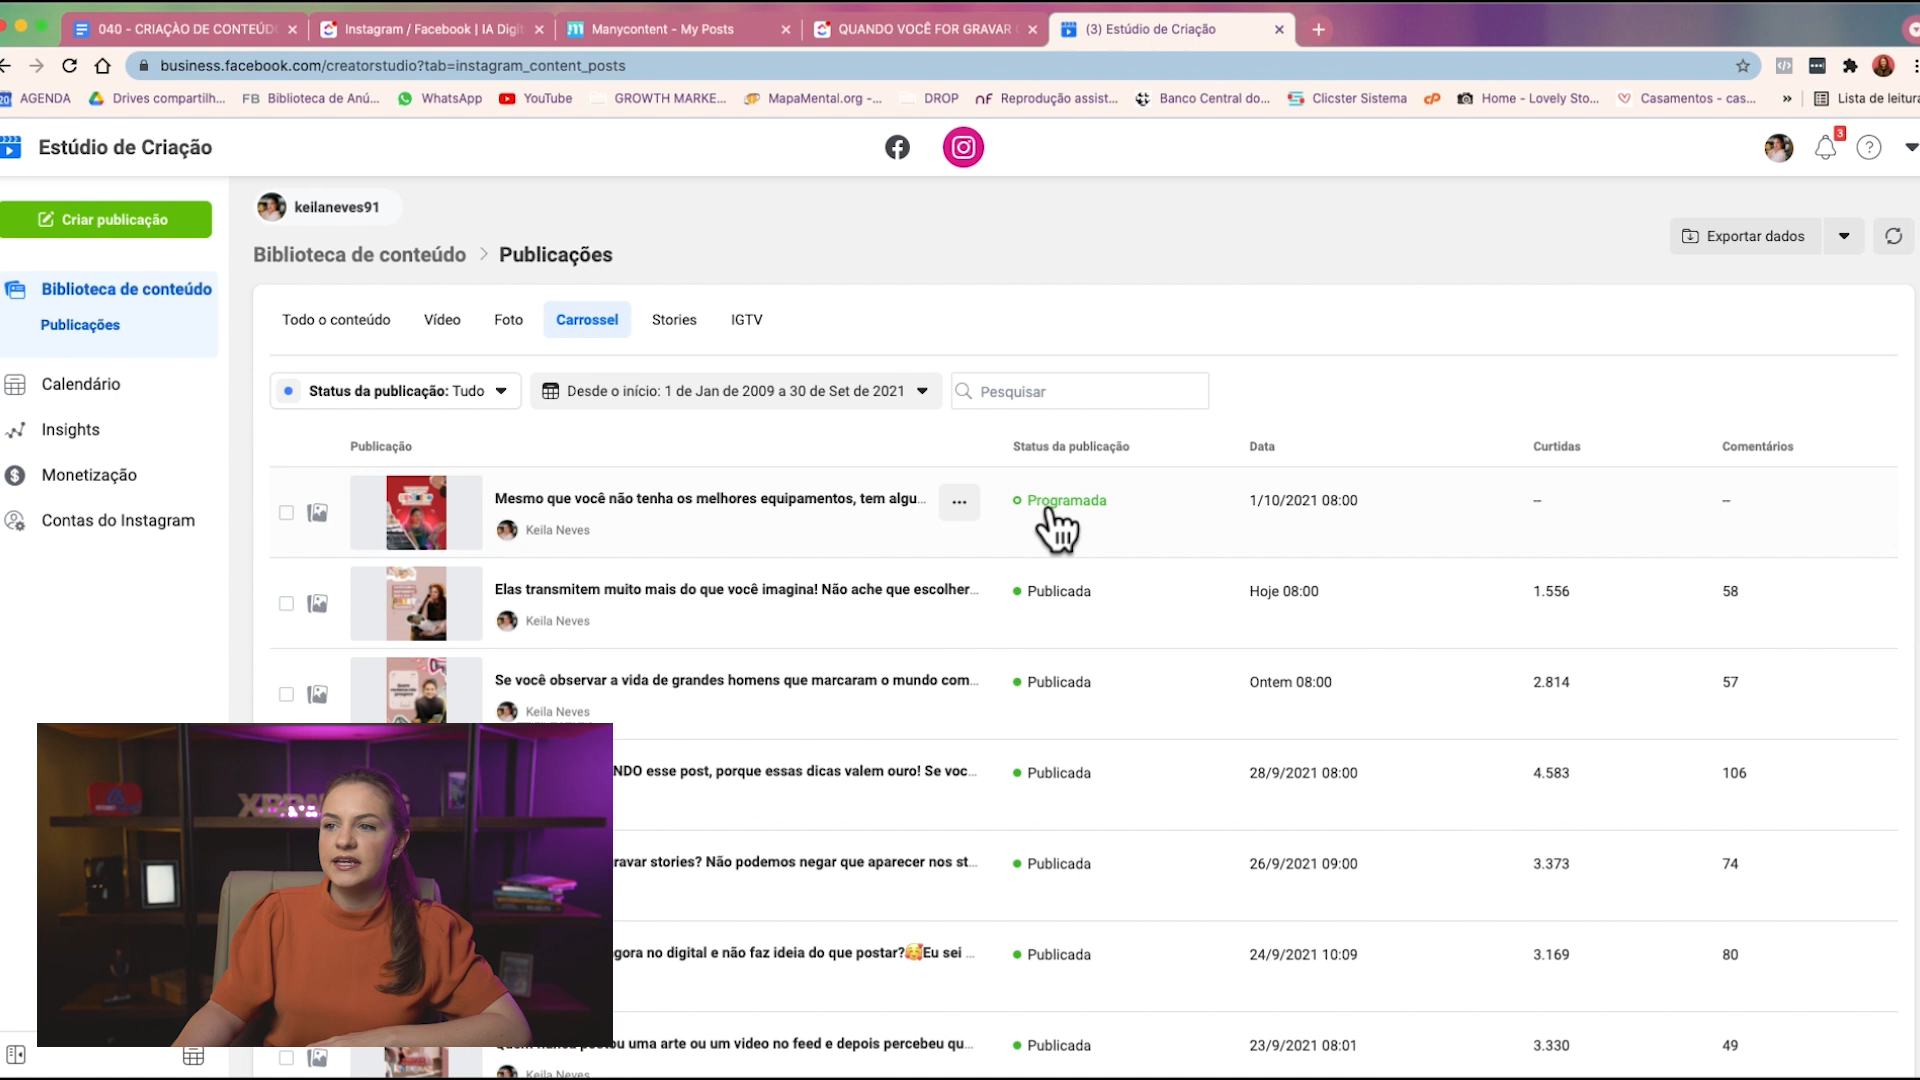 040 - CRIAÇÃO DE CONTEÚD
Instagram / Facebook | IA Digit
Manycontent - My Posts
QUANDO VOCÊ FOR GRAVAR
(3) Estúdio de Criação
business.facebook.com/creatorstudio?tab=instagram_content_posts
AGENDA
Drives compartilh...
FB Biblioteca de Anú...
WhatsApp
YouTube
GROWTH MARKE...
MapaMental.org -...
DROP
Reprodução assist...
Banco Central do...
Clicster Sistema
Home - Lovely Sto...
Casamentos - cas...
»
Lista de leitura
Estúdio de Criação
3
Criar publicação
Biblioteca de conteúdo
Publicações
Calendário
Insights
Monetização
Contas do Instagram
keilaneves91
Biblioteca de conteúdo > Publicações
Exportar dados
Todo o conteúdo Vídeo Foto Carrossel Stories IGTV
Status da publicação: Tudo
Desde o início: 1 de Jan de 2009 a 30 de Set de 2021
Pesquisar
Publicação Status da publicação Data Curtidas Comentários
Mesmo que você não tenha os melhores equipamentos, tem algu... ... Programada 1/10/2021 08:00 -- --
Keila Neves
Elas transmitem muito mais do que você imagina! Não ache que escolher... Publicada Hoje 08:00 1.556 58
Keila Neves
Se você observar a vida de grandes homens que marcaram o mundo com... Publicada Ontem 08:00 2.814 57
Keila Neves
NDO esse post, porque essas dicas valem ouro! Se voc... Publicada 28/9/2021 08:00 4.583 106
ravar stories? Não podemos negar que aparecer nos st... Publicada 26/9/2021 09:00 3.373 74
gora no digital e não faz ideia do que postar?🥰Eu sei ... Publicada 24/9/2021 10:09 3.169 80
Quem nunca postou uma arte ou um video no feed e depois percebeu qu... Publicada 23/9/2021 08:01 3.330 49
Keila Neves